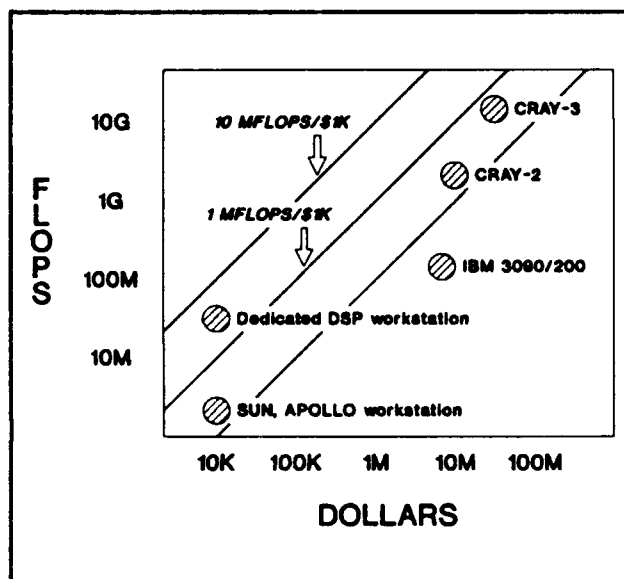 10G
1G
100M
10M
FLOPS
10 MFLOPS/$1K
1 MFLOPS/$1K
CRAY-3
CRAY-2
IBM 3090/200
Dedicated DSP workstation
SUN, APOLLO workstation
10K 100K 1M 10M 100M
DOLLARS